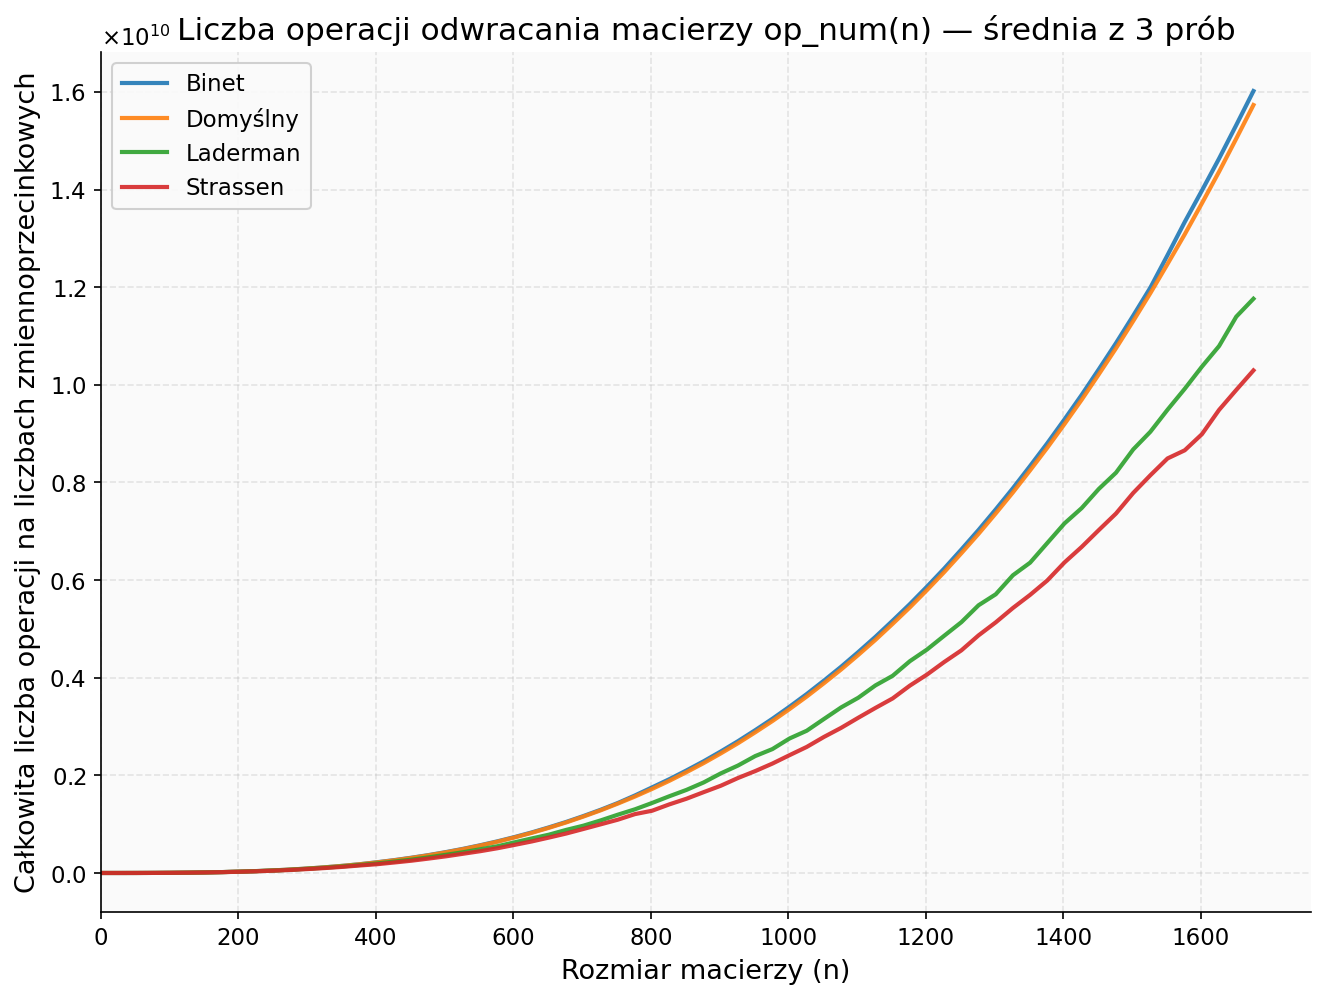 ×10¹⁰ Liczba operacji odwracania macierzy op_num(n) — średnia z 3 prób
Całkowita liczba operacji na liczbach zmiennoprzecinkowych
Binet
Domyślny
Laderman
Strassen
1.6
1.4
1.2
1.0
0.8
0.6
0.4
0.2
0.0
0 200 400 600 800 1000 1200 1400 1600
Rozmiar macierzy (n)